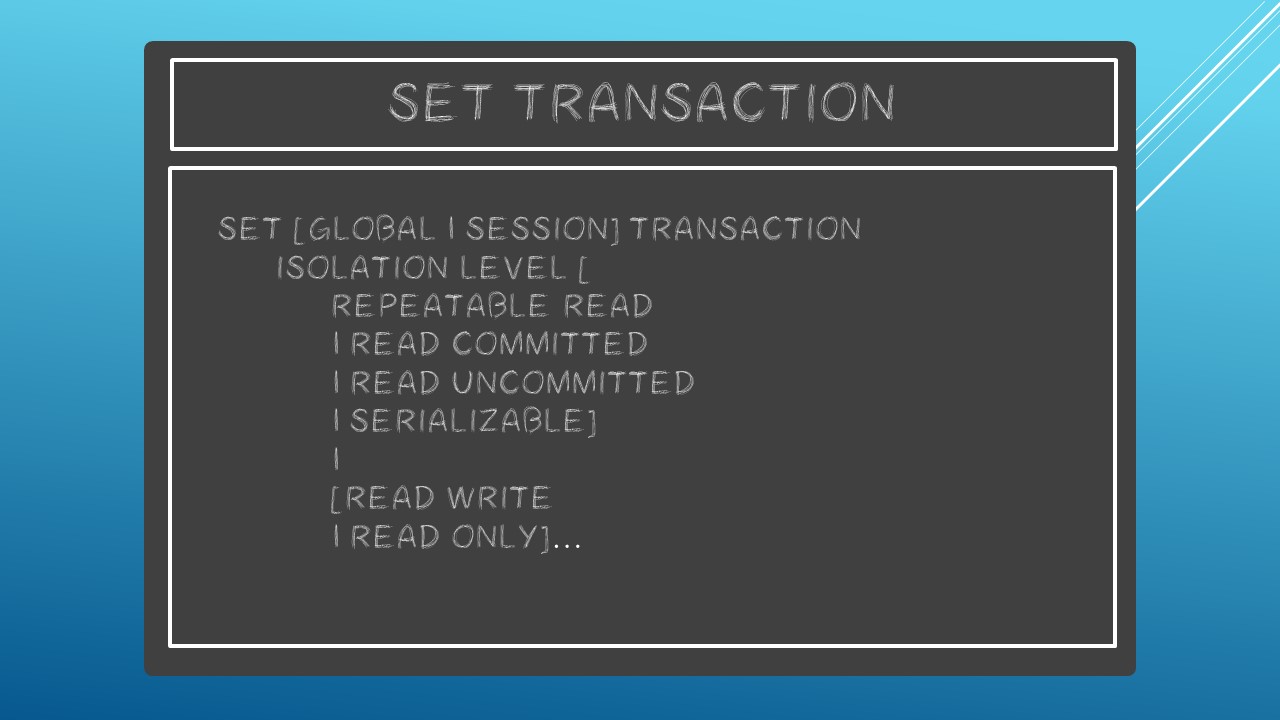 SET TRANSACTION
SET [GLOBAL | SESSION] TRANSACTION
ISOLATION LEVEL [
REPEATABLE READ
| READ COMMITTED
| READ UNCOMMITTED
| SERIALIZABLE]
|
[READ WRITE
| READ ONLY]...